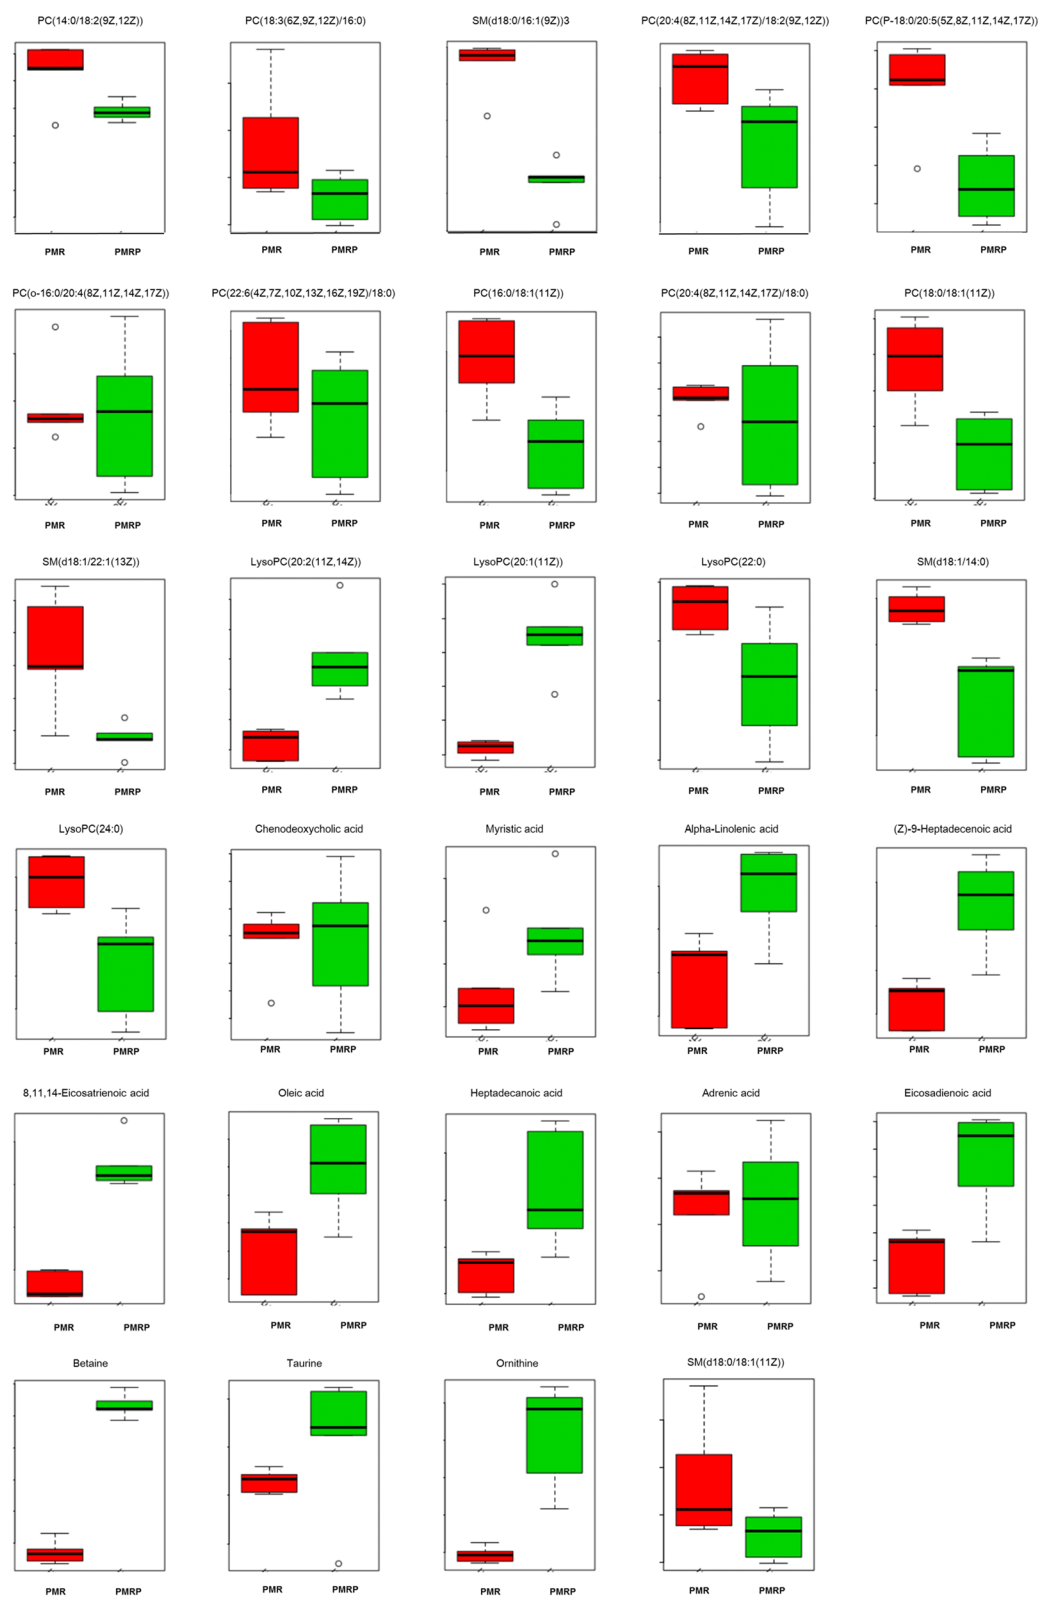 PC(14:0/18:2(9Z,12Z)) PC(18:3(6Z,9Z,12Z)/16:0) SM(d18:0/16:1(9Z))3 PC(20:4(8Z,11Z,14Z,17Z)/18:2(9Z,12Z)) PC(P-18:0/20:5(5Z,8Z,11Z,14Z,17Z))
PMR PMRP PMR PMRP PMR PMRP PMR PMRP PMR PMRP
PC(o-16:0/20:4(8Z,11Z,14Z,17Z)) PC(22:6(4Z,7Z,10Z,13Z,16Z,19Z)/18:0) PC(16:0/18:1(11Z)) PC(20:4(8Z,11Z,14Z,17Z)/18:0) PC(18:0/18:1(11Z))
PMR PMRP PMR PMRP PMR PMRP PMR PMRP PMR PMRP
SM(d18:1/22:1(13Z)) LysoPC(20:2(11Z,14Z)) LysoPC(20:1(11Z)) LysoPC(22:0) SM(d18:1/14:0)
PMR PMRP PMR PMRP PMR PMRP PMR PMRP PMR PMRP
LysoPC(24:0) Chenodeoxycholic acid Myristic acid Alpha-Linolenic acid (Z)-9-Heptadecenoic acid
PMR PMRP PMR PMRP PMR PMRP PMR PMRP PMR PMRP
8,11,14-Eicosatrienoic acid Oleic acid Heptadecanoic acid Adrenic acid Eicosadienoic acid
PMR PMRP PMR PMRP PMR PMRP PMR PMRP PMR PMRP
Betaine Taurine Ornithine SM(d18:0/18:1(11Z))
PMR PMRP PMR PMRP PMR PMRP PMR PMRP